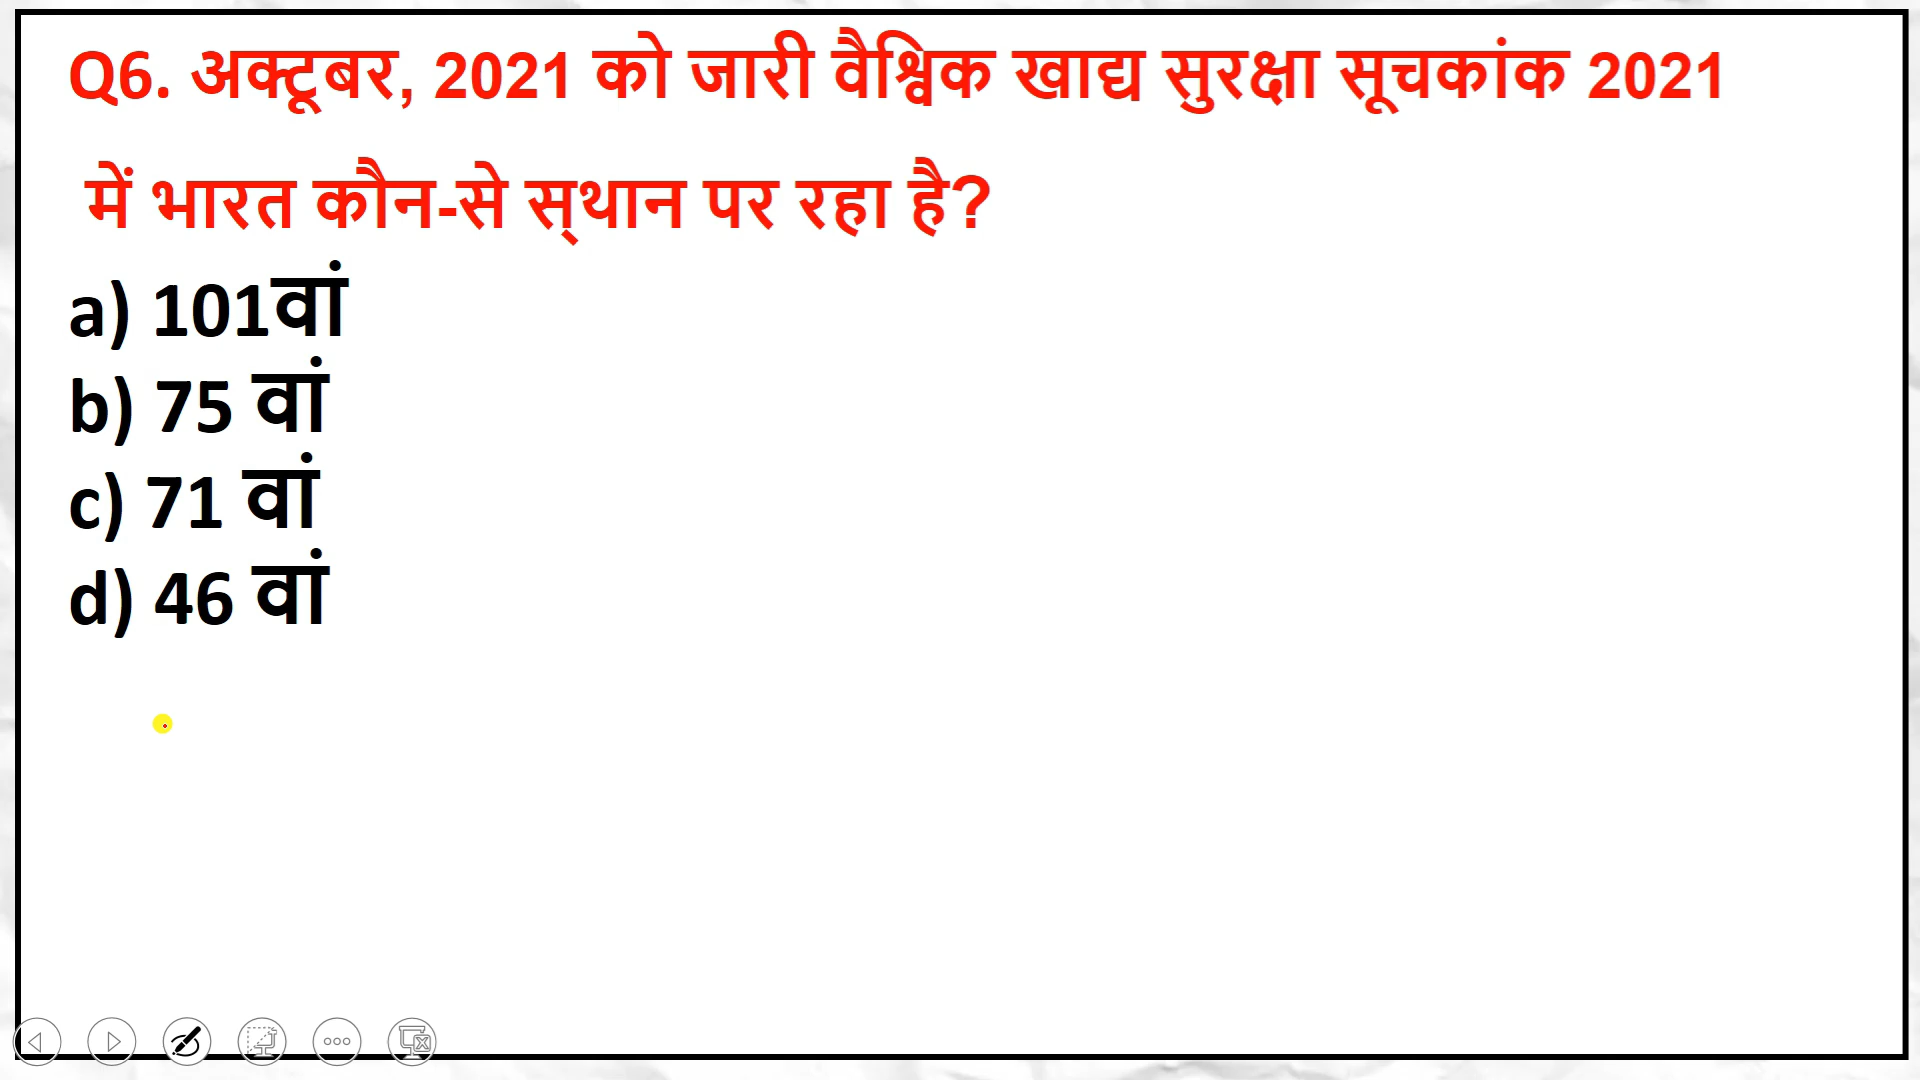 Q6. अक्टूबर, 2021 को जारी वैश्विक खाद्य सुरक्षा सूचकांक 2021
में भारत कौन-से स्थान पर रहा है?
a) 101वां
b) 75 वां
c) 71 वां
d) 46 वां